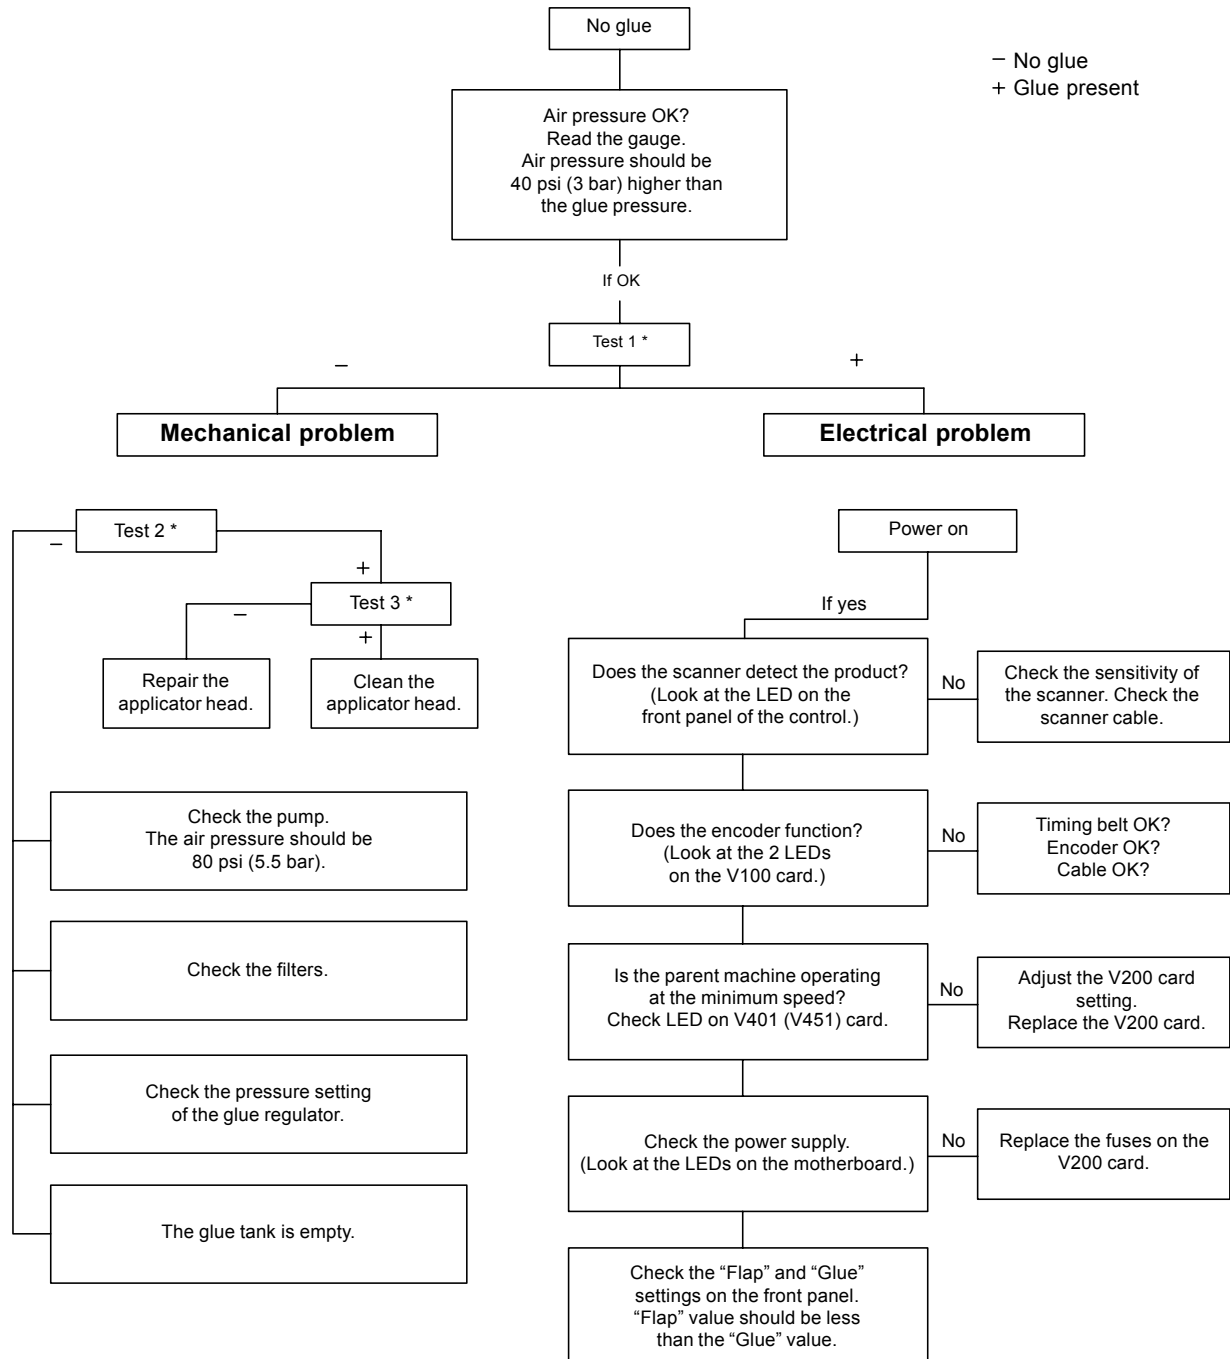 No glue
– No glue
+ Glue present
Air pressure OK?
Read the gauge.
Air pressure should be
40 psi (3 bar) higher than
the glue pressure.
If OK
Test 1 *
–
+
Mechanical problem
Electrical problem
Test 2 *
–
+
Test 3 *
–
+
Repair the
applicator head.
Clean the
applicator head.
Check the pump.
The air pressure should be
80 psi (5.5 bar).
Check the filters.
Check the pressure setting
of the glue regulator.
The glue tank is empty.
Power on
If yes
Does the scanner detect the product?
(Look at the LED on the
front panel of the control.)
No
Check the sensitivity of
the scanner. Check the
scanner cable.
Does the encoder function?
(Look at the 2 LEDs
on the V100 card.)
No
Timing belt OK?
Encoder OK?
Cable OK?
Is the parent machine operating
at the minimum speed?
Check LED on V401 (V451) card.
No
Adjust the V200 card
setting.
Replace the V200 card.
Check the power supply.
(Look at the LEDs on the motherboard.)
No
Replace the fuses on the
V200 card.
Check the “Flap” and “Glue”
settings on the front panel.
“Flap” value should be less
than the “Glue” value.